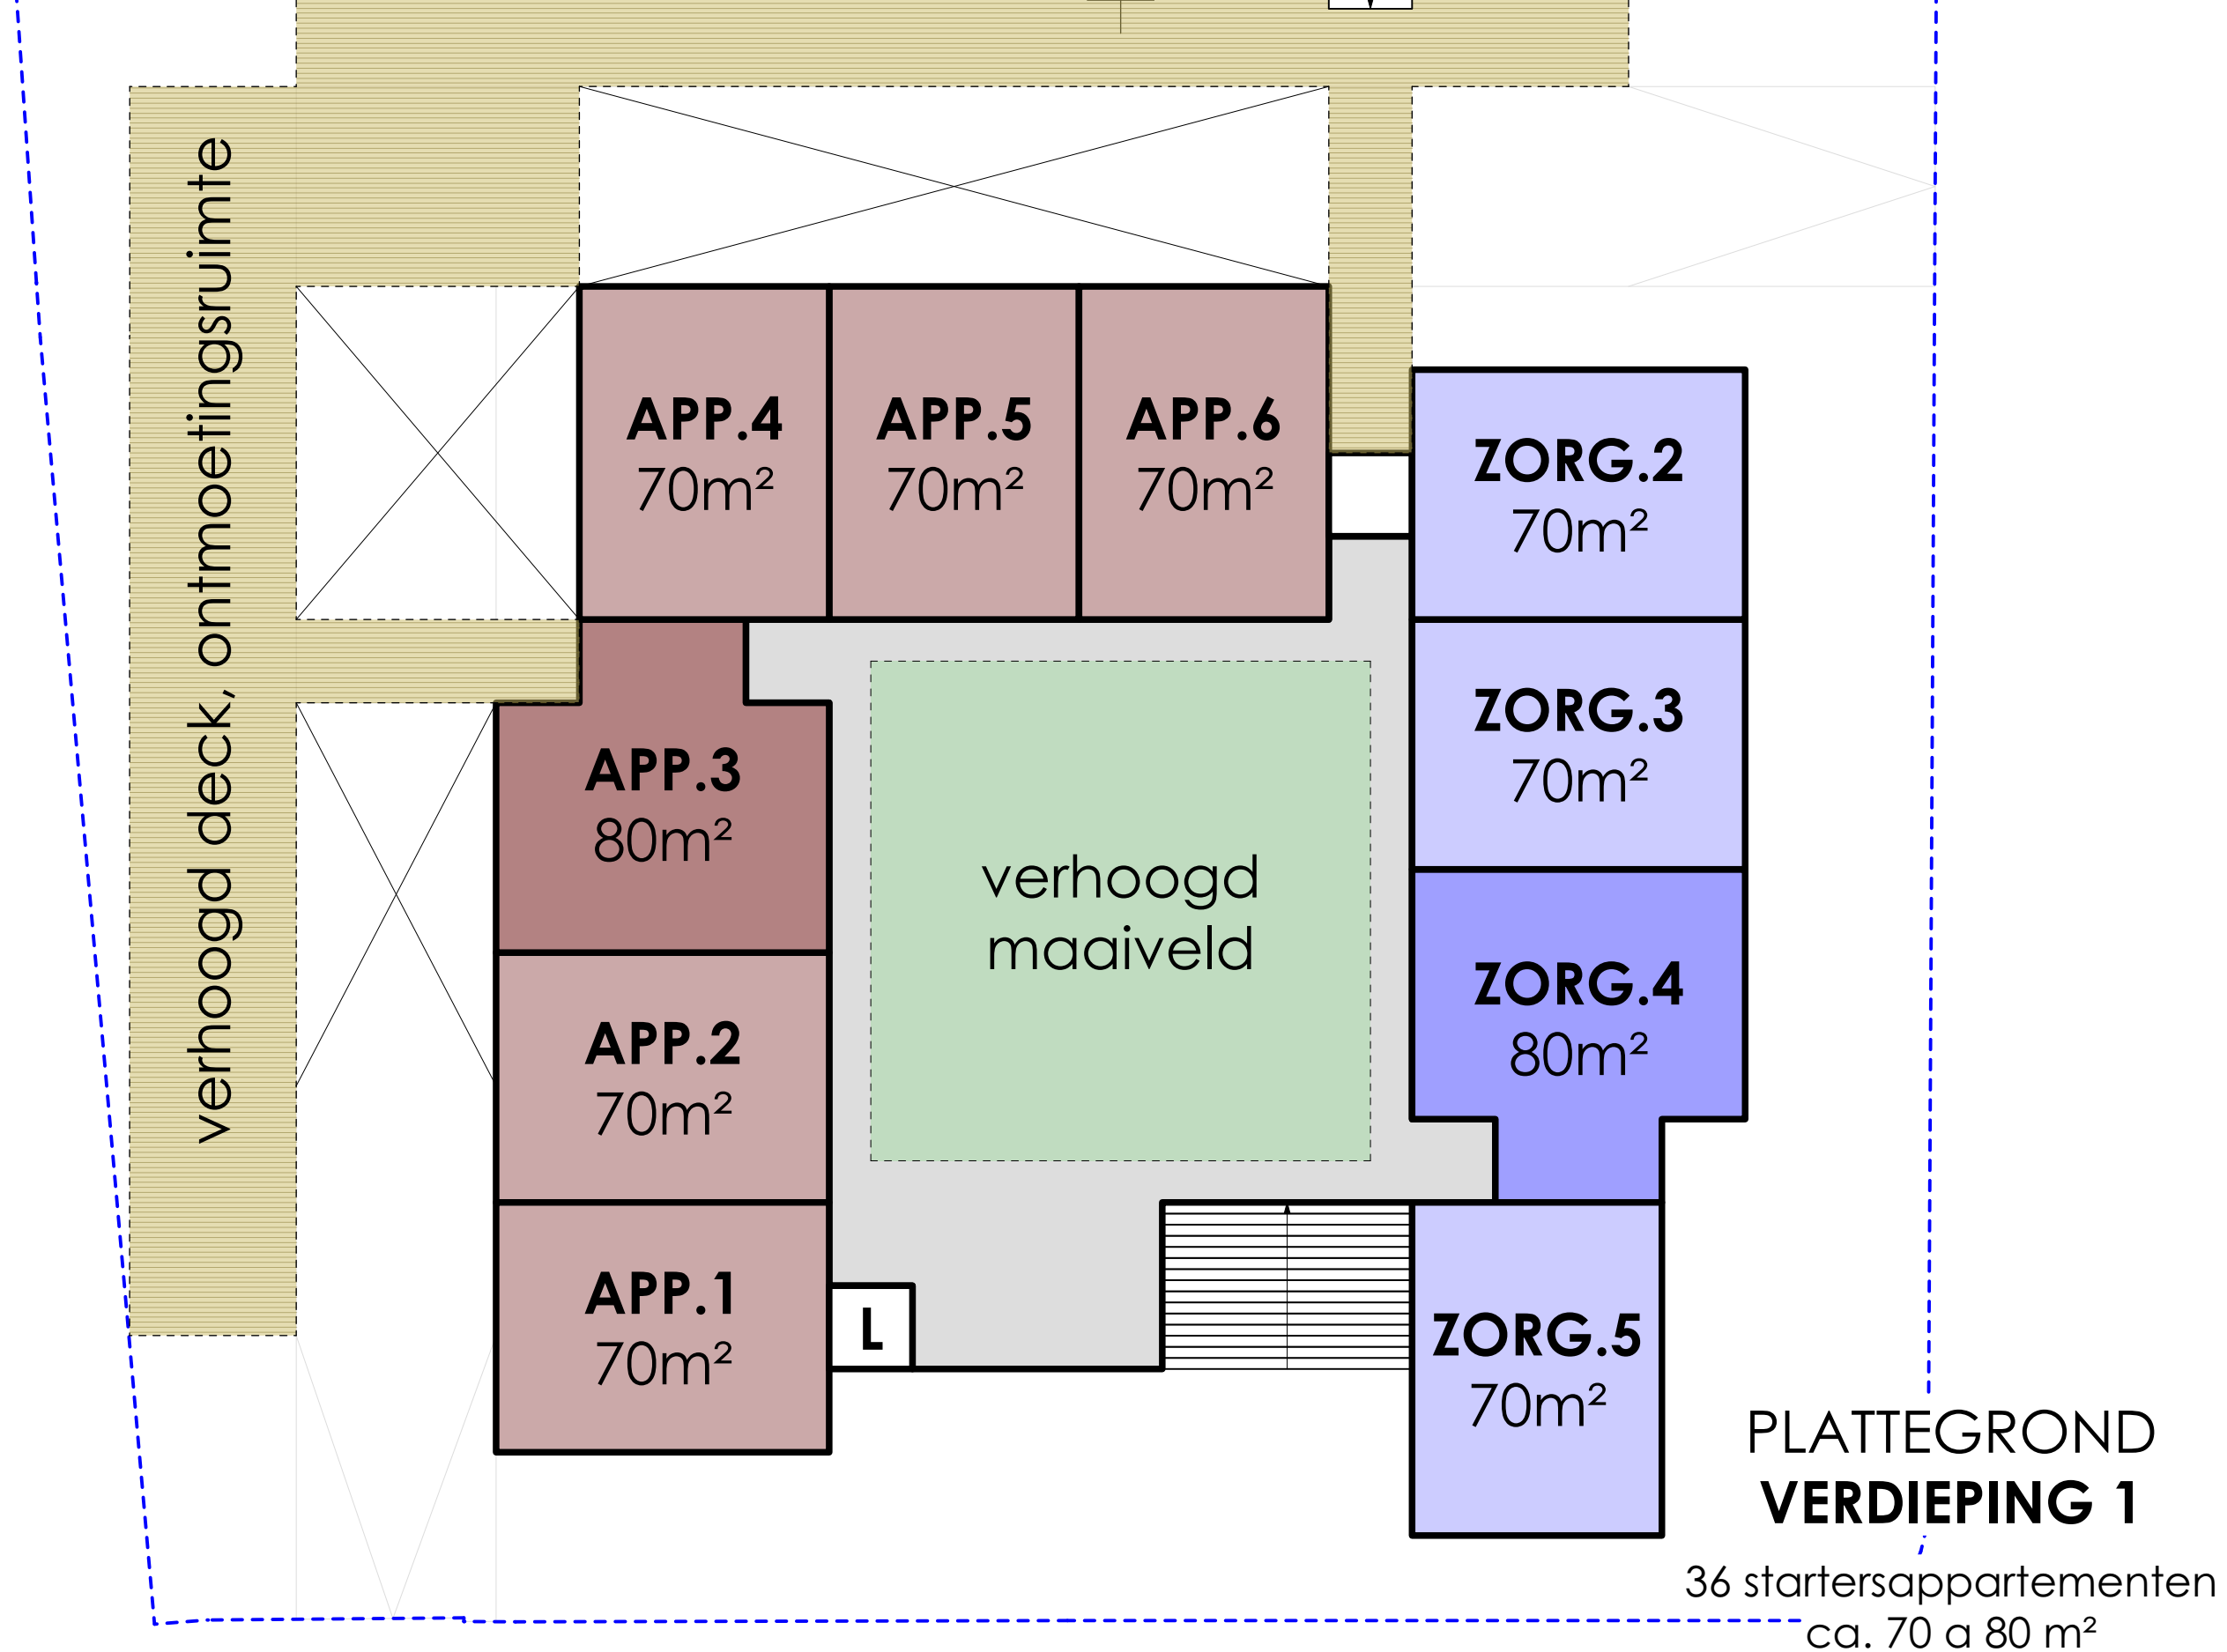 verhoogd deck, ontmoetingsruimte
APP.4
70m²
APP.5
70m²
APP.6
70m²
ZORG.2
70m²
ZORG.3
70m²
APP.3
80m²
verhoogd
maaiveld
ZORG.4
80m²
APP.2
70m²
APP.1
70m²
L
ZORG.5
70m²
PLATTEGROND
VERDIEPING 1
36 startersappartementen
ca. 70 a 80 m²